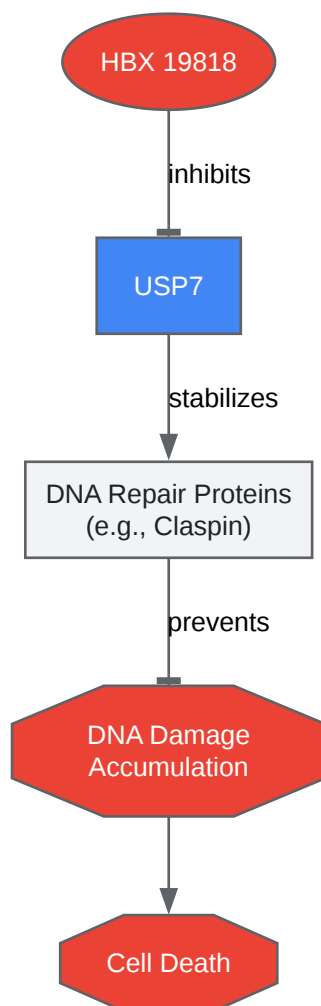 HBX 19818
inhibits
USP7
stabilizes
DNA Repair Proteins
(e.g., Claspin)
prevents
DNA Damage
Accumulation
Cell Death